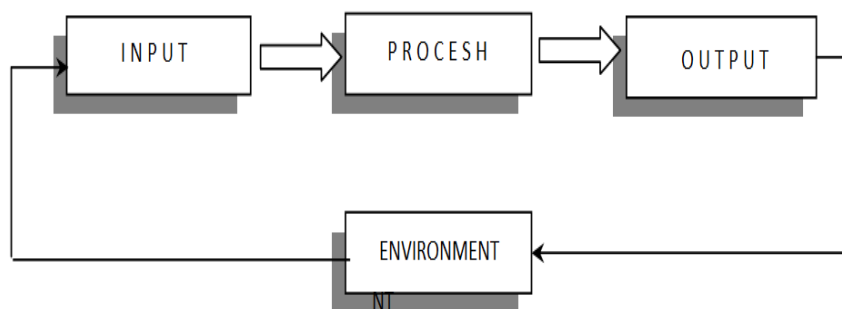 INPUT
PROCESH
OUTPUT
ENVIRONMENT
NT